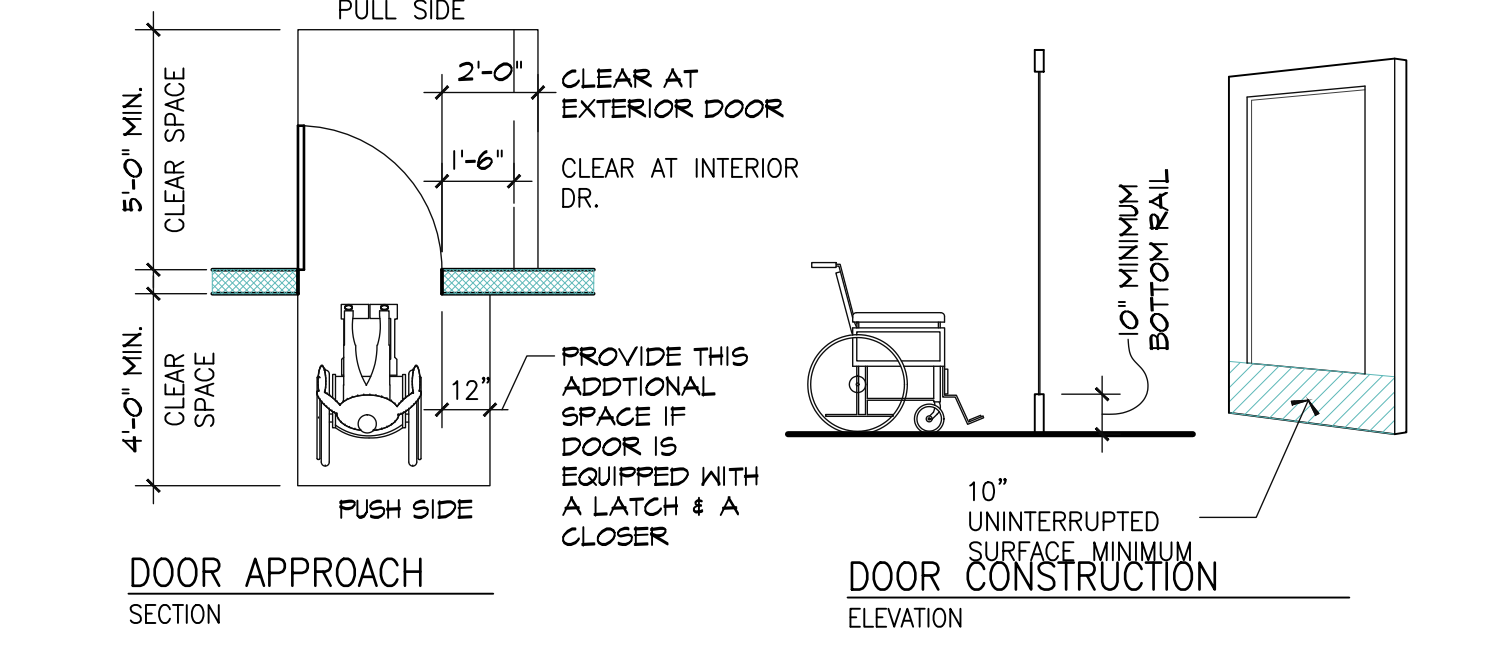 PULL SIDE
5'-0" MIN.
CLEAR SPACE
2'-0"
CLEAR AT
EXTERIOR DOOR
1'-6"
CLEAR AT INTERIOR
DR.
4'-0" MIN.
CLEAR
SPACE
12”
PROVIDE THIS
ADDTIONAL
SPACE IF
DOOR IS
EQUIPPED WITH
A LATCH & A
CLOSER
PUSH SIDE
DOOR APPROACH
SECTION
10" MINIMUM
BOTTOM RAIL
10”
UNINTERRUPTED
SURFACE MINIMUM
DOOR CONSTRUCTION
ELEVATION